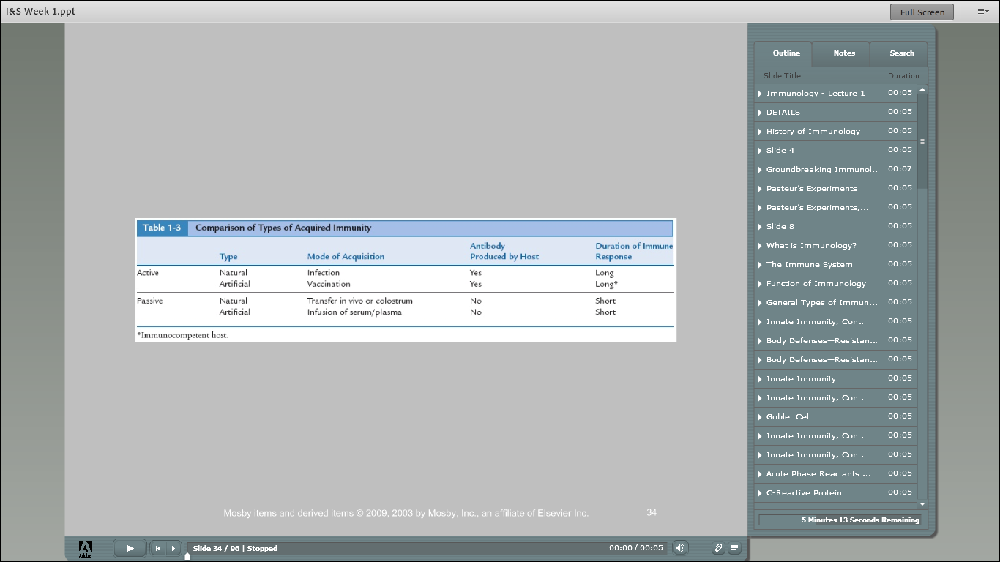 I&S Week 1.ppt
Full Screen
Table 1-3 Comparison of Types of Acquired Immunity
Antibody Duration of Immune
Type Mode of Acquisition Produced by Host Response
Active Natural Infection Yes Long
Artificial Vaccination Yes Long*
Passive Natural Transfer in vivo or colostrum No Short
Artificial Infusion of serum/plasma No Short
*Immunocompetent host.
Mosby items and derived items © 2009, 2003 by Mosby, Inc., an affiliate of Elsevier Inc. 34
Adobe
Slide 34 / 96 | Stopped
00:00 / 00:05
Outline Notes Search
Slide Title Duration
Immunology - Lecture 1 00:05
DETAILS 00:05
History of Immunology 00:05
Slide 4 00:05
Groundbreaking Immunol.. 00:07
Pasteur’s Experiments 00:05
Pasteur’s Experiments,... 00:05
Slide 8 00:05
What is Immunology? 00:05
The Immune System 00:05
Function of Immunology 00:05
General Types of Immun... 00:05
Innate Immunity, Cont. 00:05
Body Defenses—Resistan... 00:05
Body Defenses—Resistan... 00:05
Innate Immunity 00:05
Innate Immunity, Cont. 00:05
Goblet Cell 00:05
Innate Immunity, Cont. 00:05
Innate Immunity, Cont. 00:05
Acute Phase Reactants ... 00:05
C-Reactive Protein 00:05
5 Minutes 13 Seconds Remaining